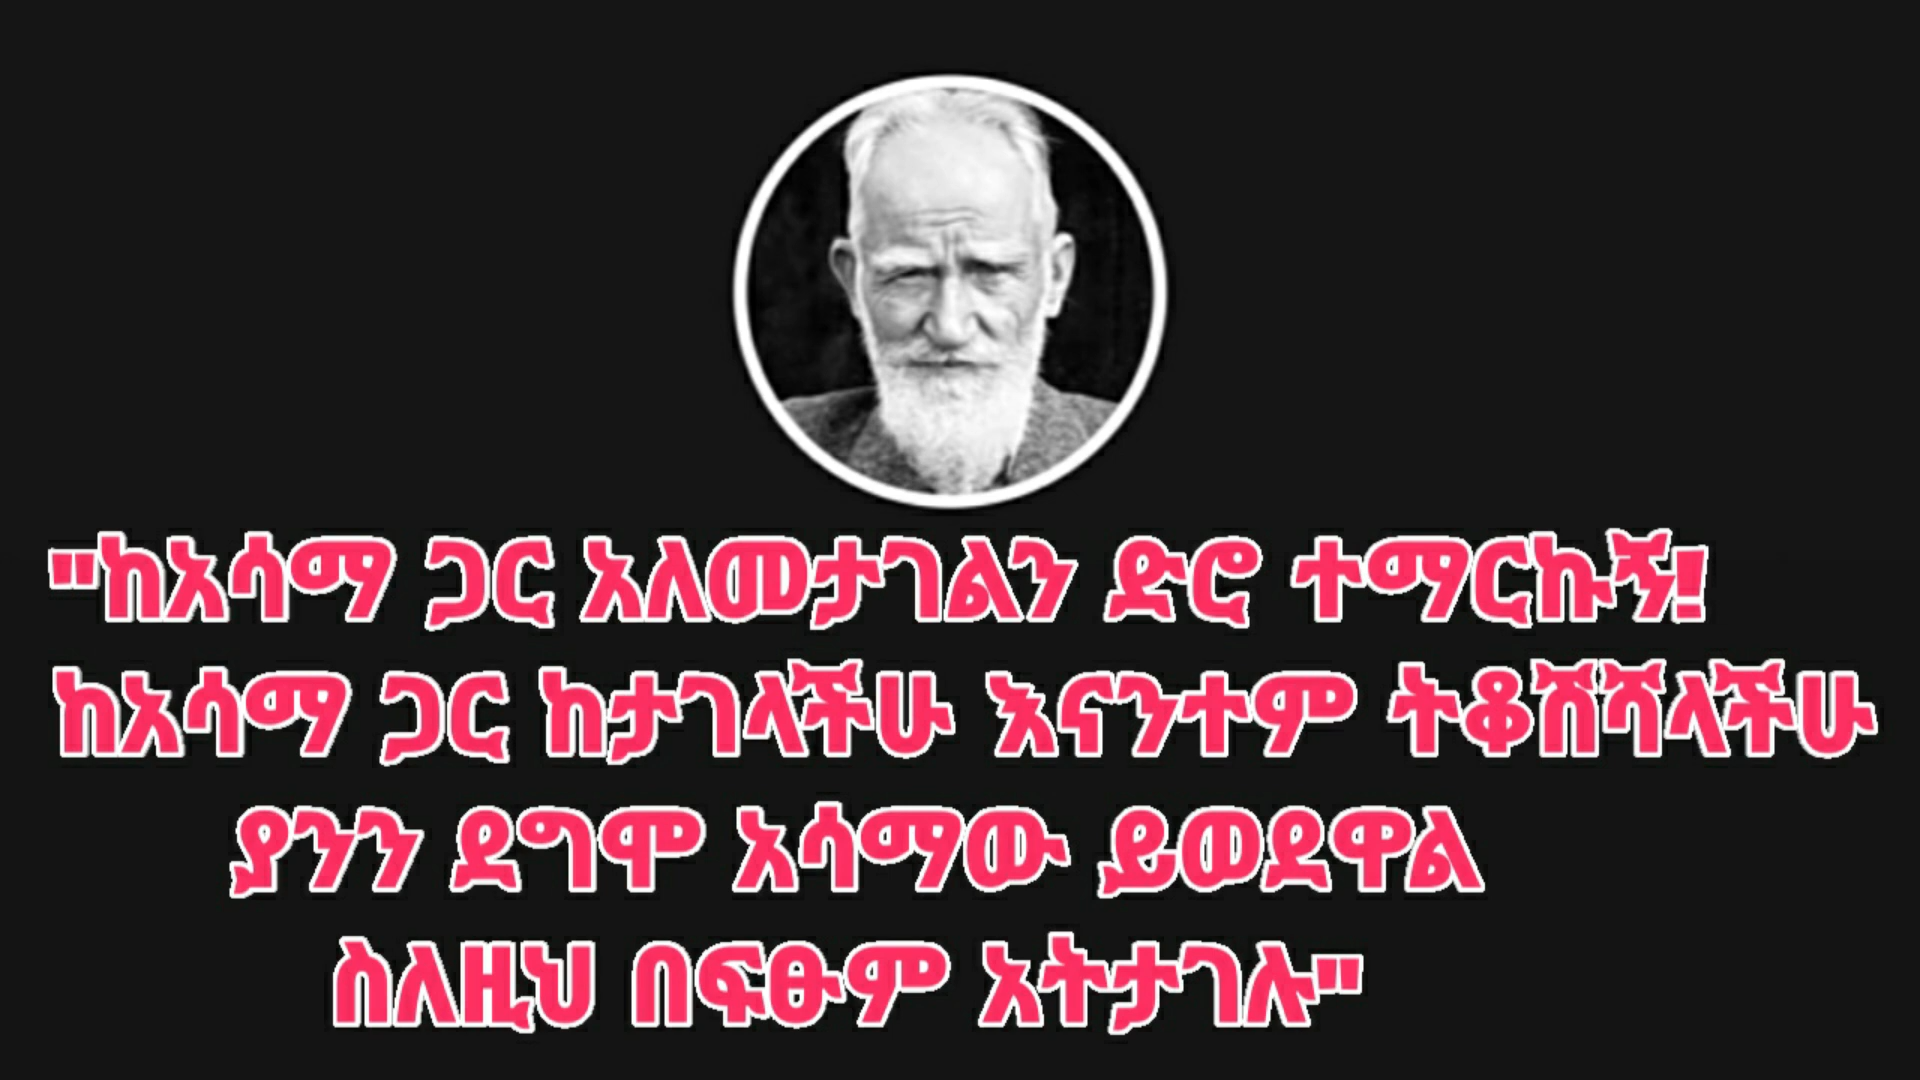 "ከአሳማ ጋር አለመታገልን ድሮ ተማርኩኝ!
ከአሳማ ጋር ከታገላችሁ እናንተም ትቆሽሻላችሁ
ያንን ደግሞ አሳማው ይወደዋል
ስለዚህ በፍፁም አትታገሉ"